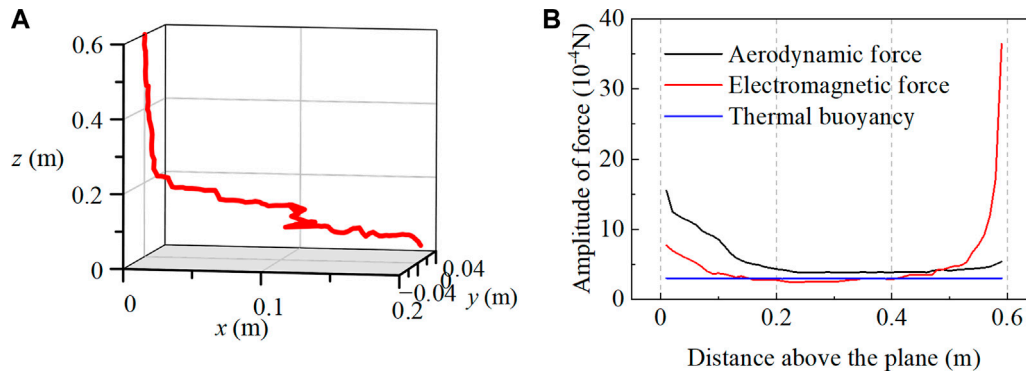 A
0.6
0.4
z (m)
0.2
0
0
0.1
0.2
x (m)
−0.04
0
0.04
y (m)
B
40
30
20
10
0
Amplitude of force (10⁻⁴N)
Aerodynamic force
Electromagnetic force
Thermal buoyancy
0
0.2
0.4
0.6
Distance above the plane (m)